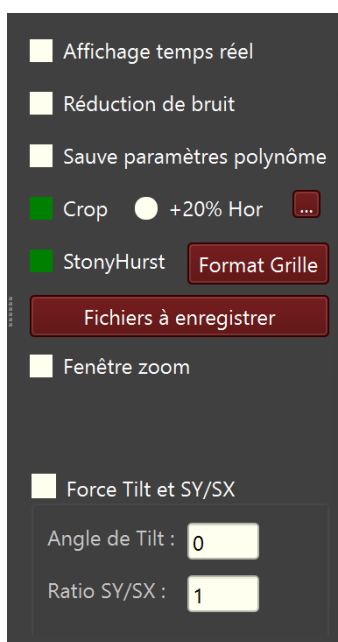 Affichage temps réel
Réduction de bruit
Sauve paramètres polynôme
Crop +20% Hor ...
StonyHurst Format Grille
Fichiers à enregistrer
Fenêtre zoom
Force Tilt et SY/SX
Angle de Tilt : 0
Ratio SY/SX : 1